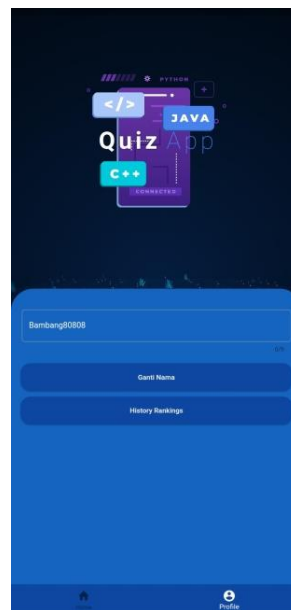 PYTHON
</>
JAVA
Quiz App
C++
CONNECTED
Bambang80808
Ganti Nama
History Rankings
Profile